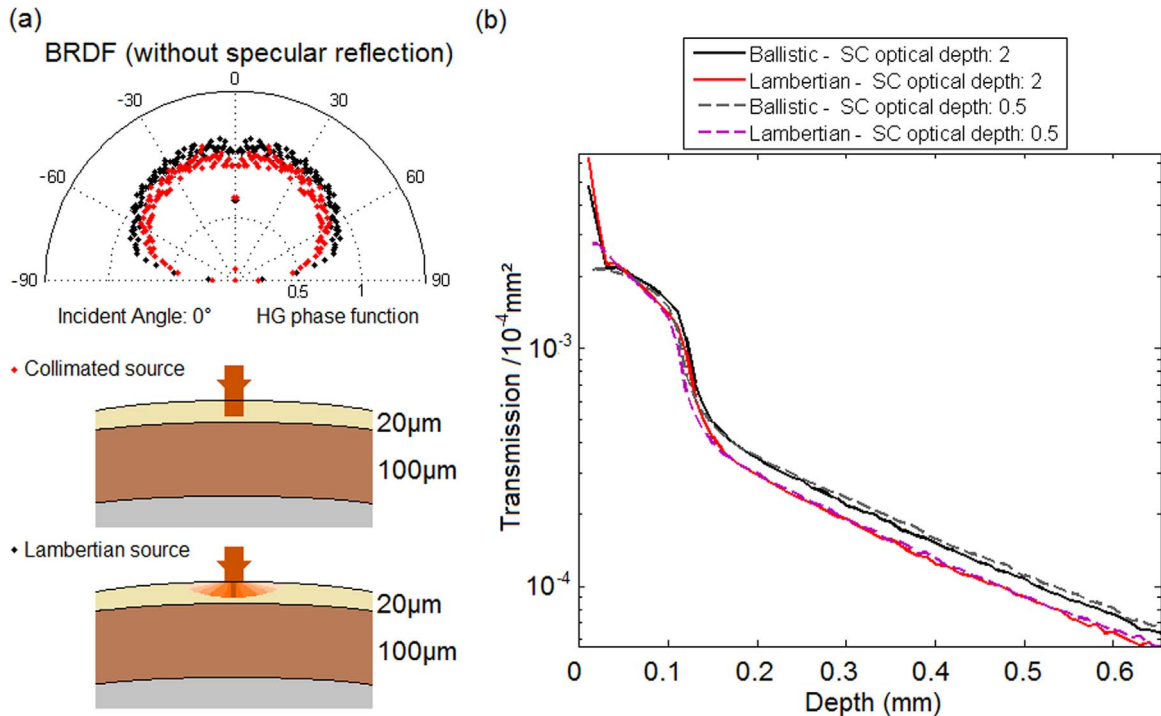 (a)
BRDF (without specular reflection)
0
-30
30
-60
60
-90
0.5
1
90
Incident Angle: 0°
HG phase function
Collimated source
20µm
100µm
Lambertian source
20µm
100µm
(b)
Ballistic - SC optical depth: 2
Lambertian - SC optical depth: 2
Ballistic - SC optical depth: 0.5
Lambertian - SC optical depth: 0.5
Transmission /10⁻⁴mm²
10⁻³
10⁻⁴
0
0.1
0.2
0.3
0.4
0.5
0.6
Depth (mm)